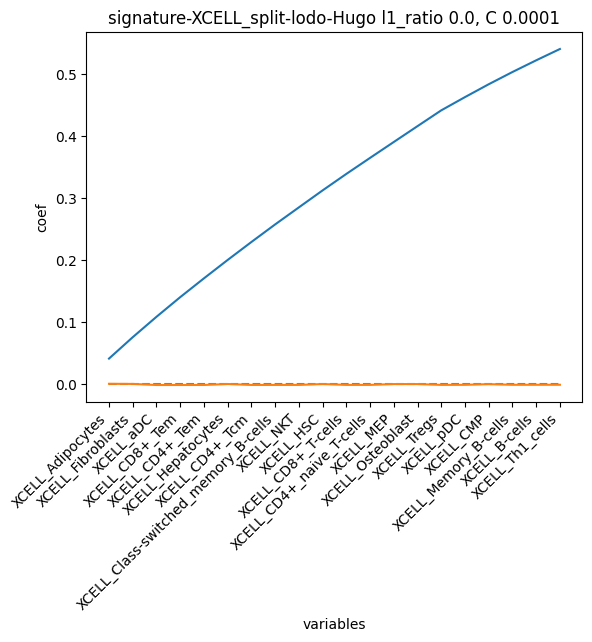 signature-XCELL_split-lodo-Hugo l1_ratio 0.0, C 0.0001
coef
0.5
0.4
0.3
0.2
0.1
0.0
XCELL_Adipocytes
XCELL_Fibroblasts
XCELL_aDC
XCELL_CD8+_Tem
XCELL_CD4+_Tem
XCELL_Hepatocytes
XCELL_CD4+_Tcm
XCELL_Class-switched_memory_B-cells
XCELL_NKT
XCELL_HSC
XCELL_CD8+_T-cells
XCELL_CD4+_naive_T-cells
XCELL_MEP
XCELL_Osteoblast
XCELL_Tregs
XCELL_pDC
XCELL_CMP
XCELL_Memory_B-cells
XCELL_B-cells
XCELL_Th1_cells
variables